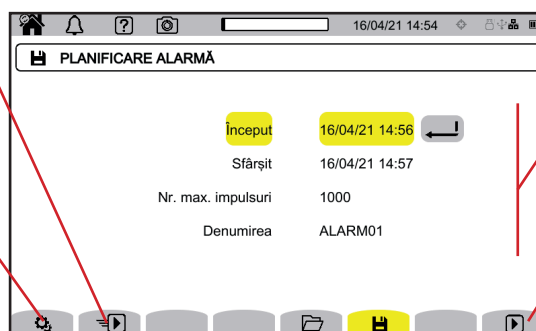 16/04/21 14:54
PLANIFICARE ALARMĂ
Început 16/04/21 14:56
Sfârșit 16/04/21 14:57
Nr. max. impulsuri 1000
Denumirea ALARM01